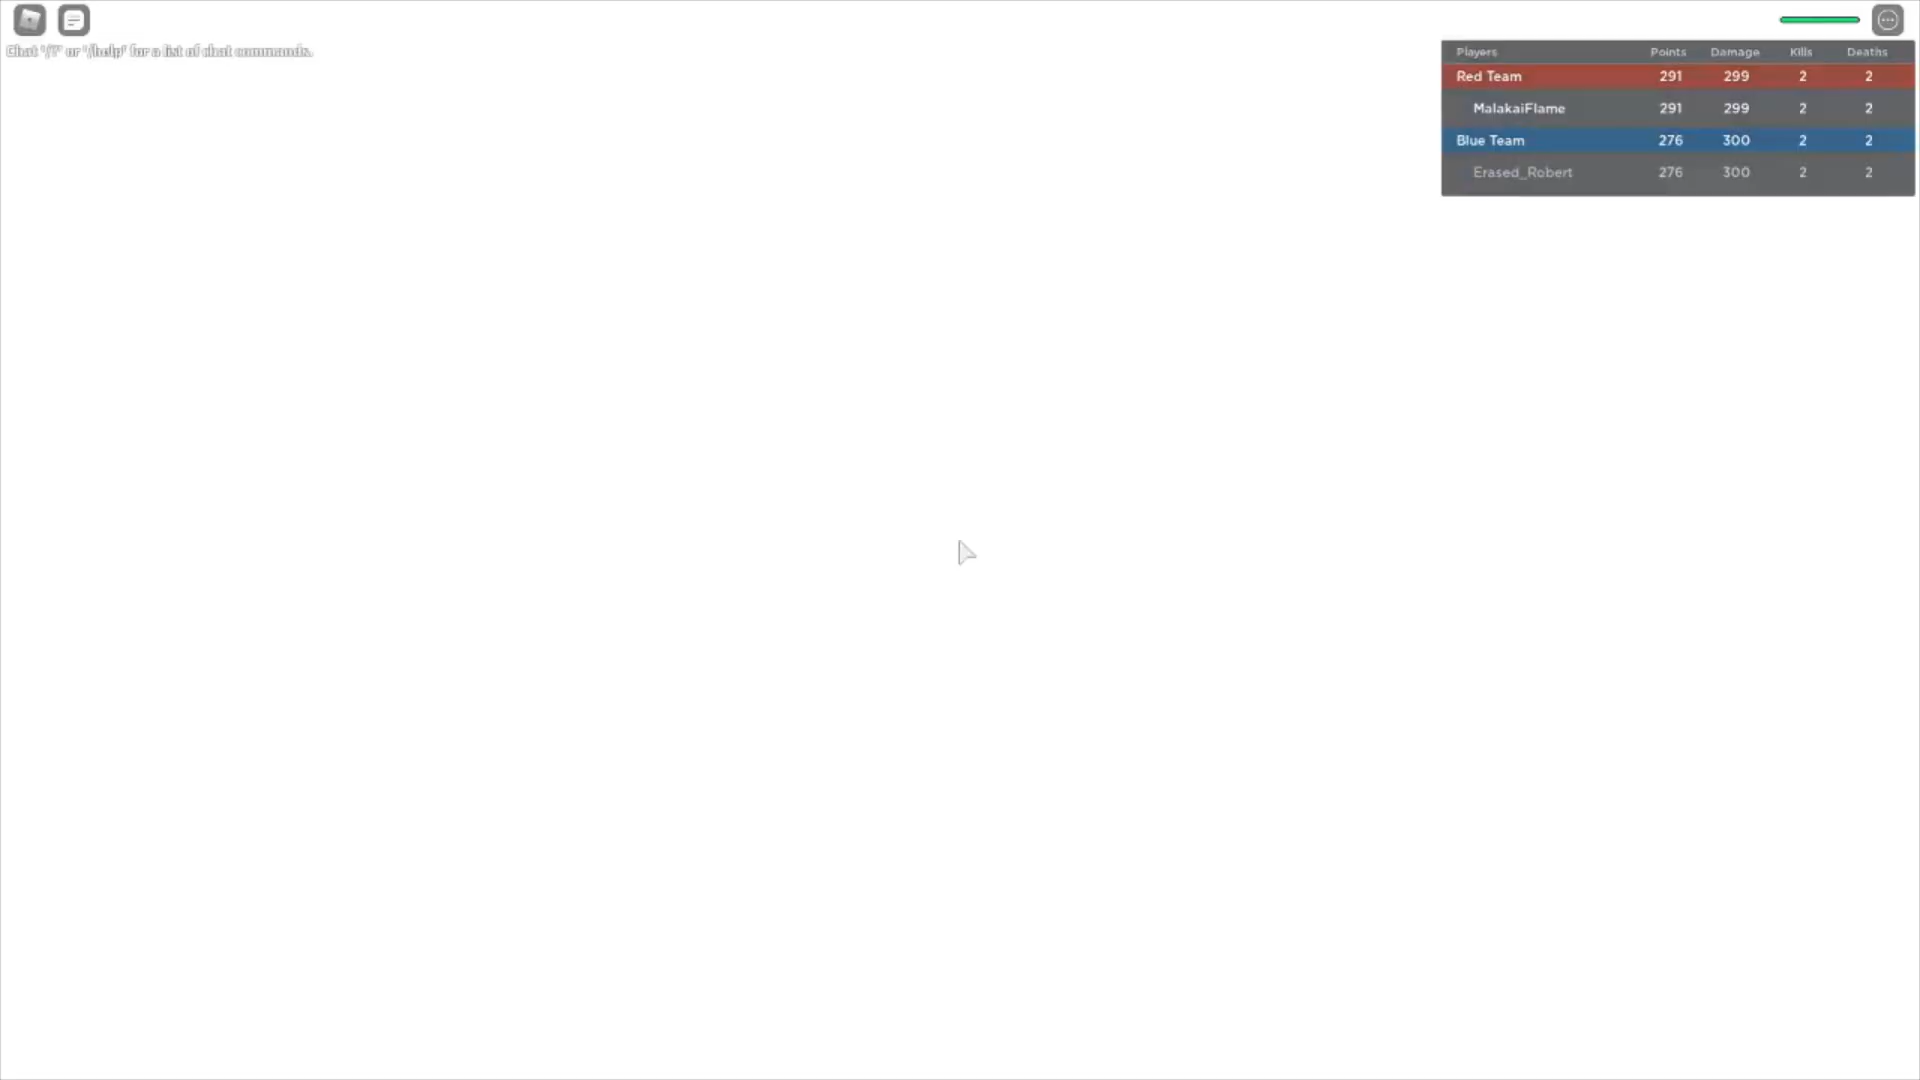 Chat '/?' or '/help' for a list of chat commands.
Players Points Damage Kills Deaths
Red Team 291 299 2 2
MalakaiFlame 291 299 2 2
Blue Team 276 300 2 2
Erased_Robert 276 300 2 2